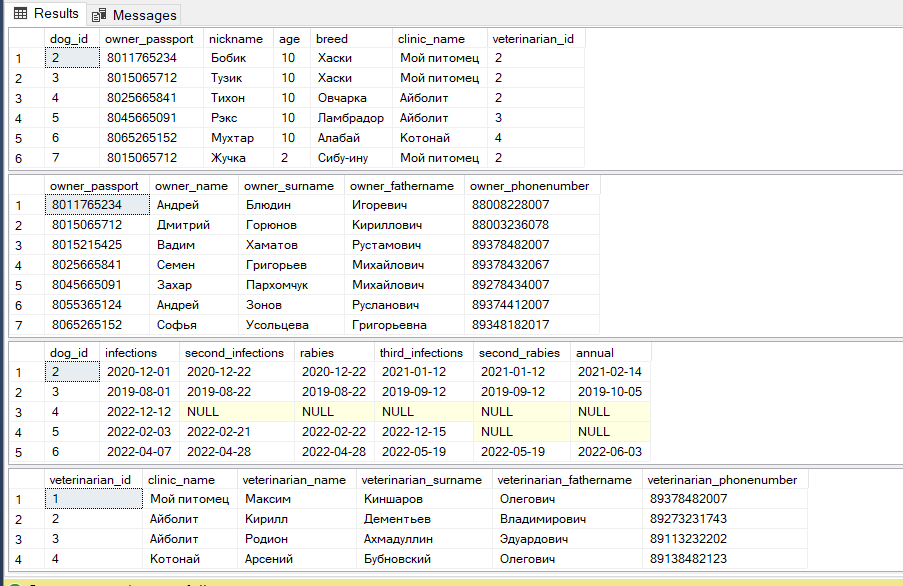 Results Messages
dog_id owner_passport nickname age breed clinic_name veterinarian_id
1 2 8011765234 Бобик 10 Хаски Мой питомец 2
2 3 8015065712 Тузик 10 Хаски Мой питомец 2
3 4 8025665841 Тихон 10 Овчарка Айболит 2
4 5 8045665091 Рэкс 10 Ламбрадор Айболит 3
5 6 8065265152 Мухтар 10 Алабай Котонай 4
6 7 8015065712 Жучка 2 Сибу-ину Мой питомец 2
owner_passport owner_name owner_surname owner_fathername owner_phonenumber
1 8011765234 Андрей Блюдин Игоревич 88008228007
2 8015065712 Дмитрий Горюнов Кириллович 88003236078
3 8015215425 Вадим Хаматов Рустамович 89378482007
4 8025665841 Семен Григорьев Михайлович 89378432067
5 8045665091 Захар Пархомчук Михайлович 89278434007
6 8055365124 Андрей Зонов Русланович 89374412007
7 8065265152 Софья Усольцева Григорьевна 89348182017
dog_id infections second_infections rabies third_infections second_rabies annual
1 2 2020-12-01 2020-12-22 2020-12-22 2021-01-12 2021-01-12 2021-02-14
2 3 2019-08-01 2019-08-22 2019-08-22 2019-09-12 2019-09-12 2019-10-05
3 4 2022-12-12 NULL NULL NULL NULL NULL
4 5 2022-02-03 2022-02-21 2022-02-22 2022-12-15 NULL NULL
5 6 2022-04-07 2022-04-28 2022-04-28 2022-05-19 2022-05-19 2022-06-03
veterinarian_id clinic_name veterinarian_name veterinarian_surname veterinarian_fathername veterinarian_phonenumber
1 1 Мой питомец Максим Киншаров Олегович 89378482007
2 2 Айболит Кирилл Дементьев Владимирович 89273231743
3 3 Айболит Родион Ахмадуллин Эдуардович 89113232202
4 4 Котонай Арсений Бубновский Олегович 89138482123